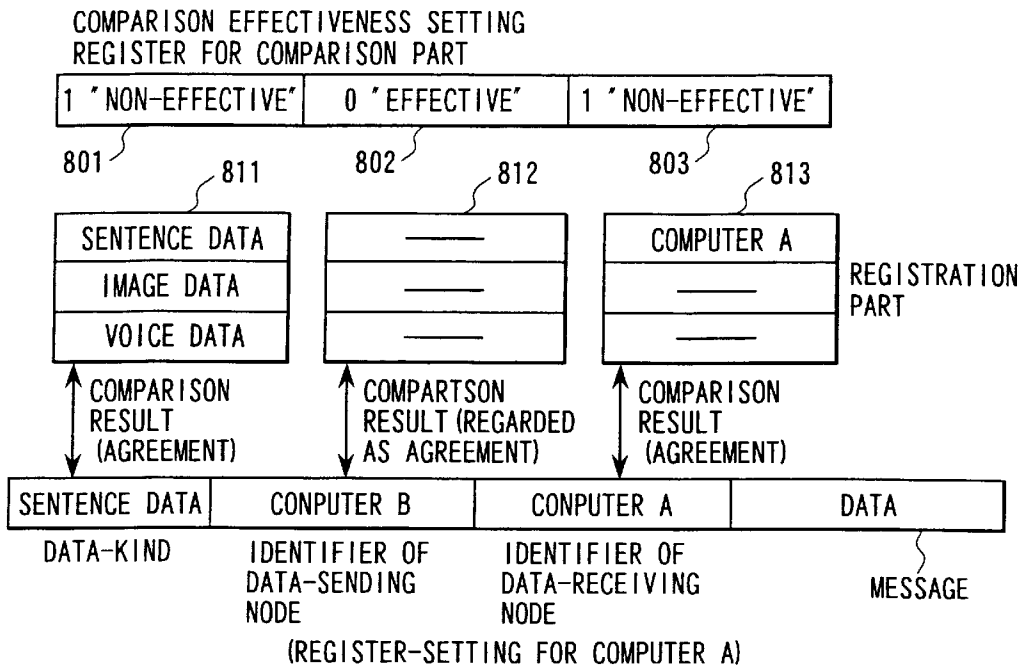 COMPARISON EFFECTIVENESS SETTING
REGISTER FOR COMPARISON PART
1 "NON-EFFECTIVE" 0 "EFFECTIVE" 1 "NON-EFFECTIVE"
801 802 803
811 812 813
SENTENCE DATA COMPUTER A
IMAGE DATA
VOICE DATA
REGISTRATION
PART
COMPARISON
RESULT
(AGREEMENT)
COMPARTSON
RESULT (REGARDED
AS AGREEMENT)
COMPARISON
RESULT
(AGREEMENT)
SENTENCE DATA CONPUTER B CONPUTER A DATA
DATA-KIND
IDENTIFIER OF
DATA-SENDING
NODE
IDENTIFIER OF
DATA-RECEIVING
NODE
MESSAGE
(REGISTER-SETTING FOR COMPUTER A)